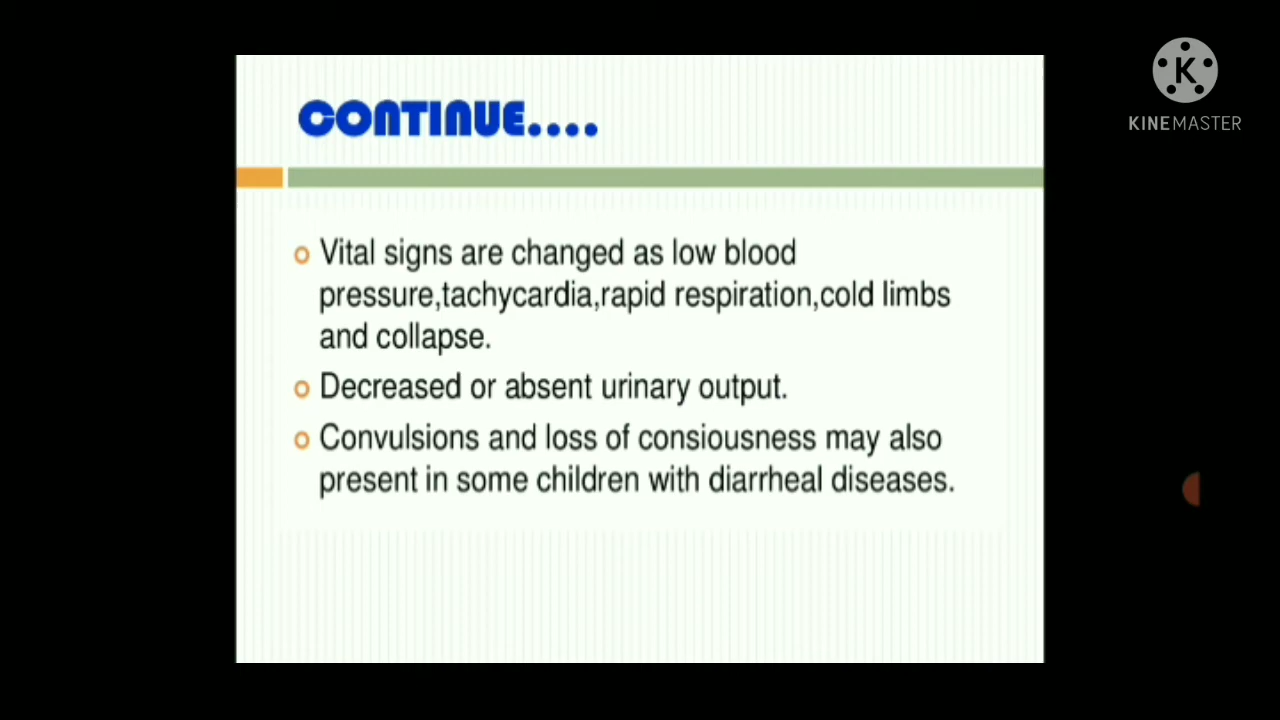 CONTINUE....
KINEMASTER
Vital signs are changed as low blood
pressure,tachycardia,rapid respiration,cold limbs
and collapse.
Decreased or absent urinary output.
Convulsions and loss of consiousness may also
present in some children with diarrheal diseases.